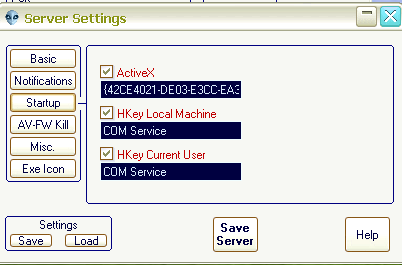 Server Settings
Basic
Notifications
Startup
AV-FW Kill
Misc.
Exe Icon
ActiveX
{42CE4021-DE03-E3CC-EA3
HKey Local Machine
COM Service
HKey Current User
COM Service
Settings
Save Load
Save
Server
Help